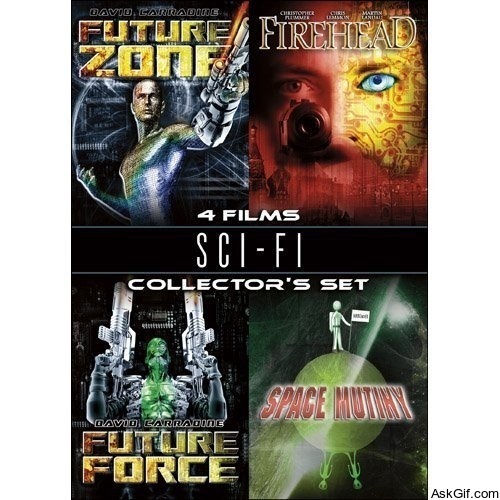 DAVID CARRADINE
FUTURE
ZONE
CHRISTOPHER PLUMMER
CHRIS LEMMON
MARTIN LANDAU
FIREHEAD
4 FILMS
SCI-FI
COLLECTOR'S SET
DAVID CARRADINE
FUTURE
FORCE
SPACE MUTINY
AskGif.com